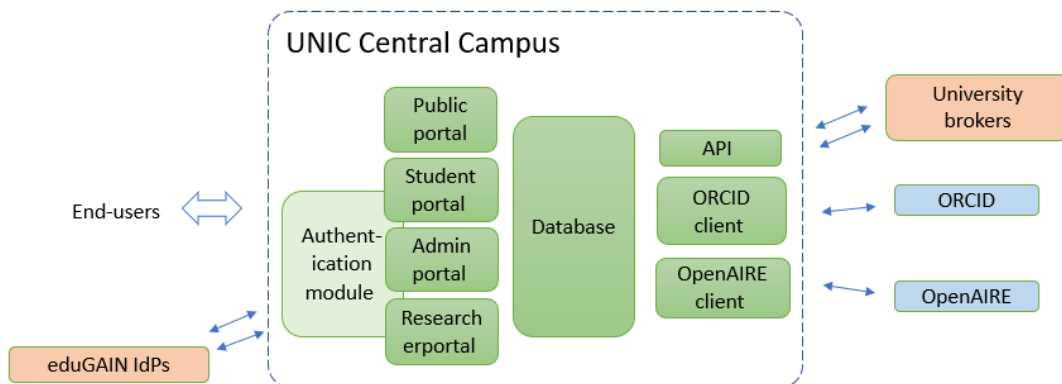 UNIC Central Campus
Public
portal
Student
portal
Authent-
ication
module
Admin
portal
Research
erportal
Database
API
ORCID
client
OpenAIRE
client
End-users
eduGAIN IdPs
University
brokers
ORCID
OpenAIRE